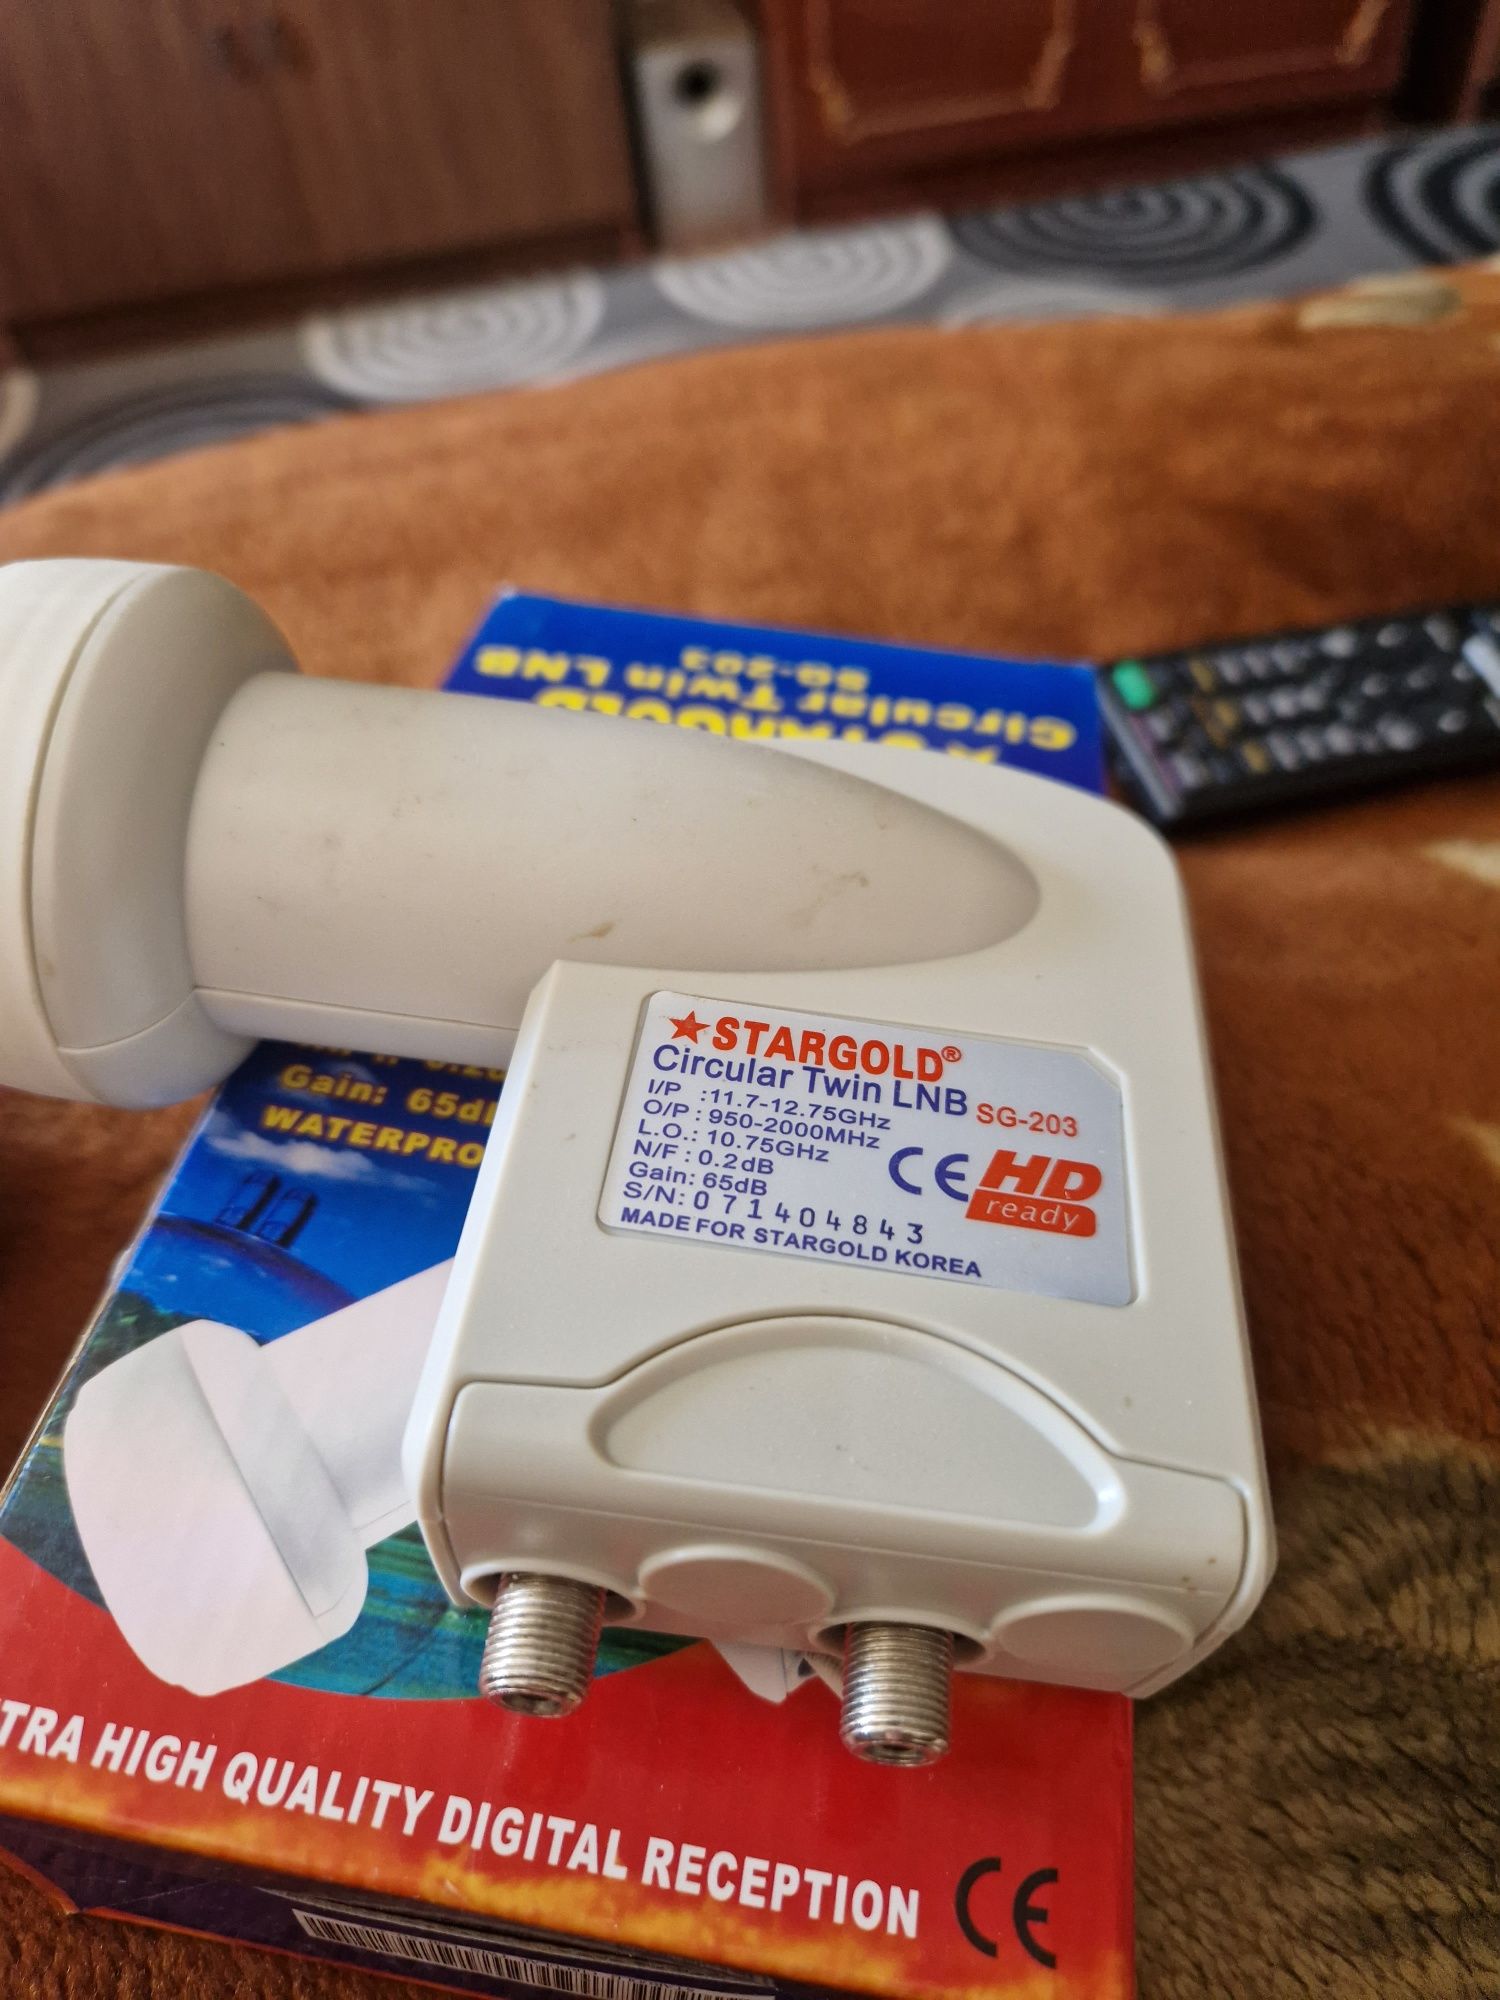 STARGOLD
Circular Twin LNB
SG-203
★STARGOLD®
Circular Twin LNB SG-203
I/P :11.7-12.75GHz
O/P: 950-2000MHz
L.O.: 10.75GHz
N/F: 0.2dB
Gain: 65dB
S/N: 071404843
MADE FOR STARGOLD KOREA
CE HD
ready
Gain: 65d
WATERPRO
TRA HIGH QUALITY DIGITAL RECEPTION CE